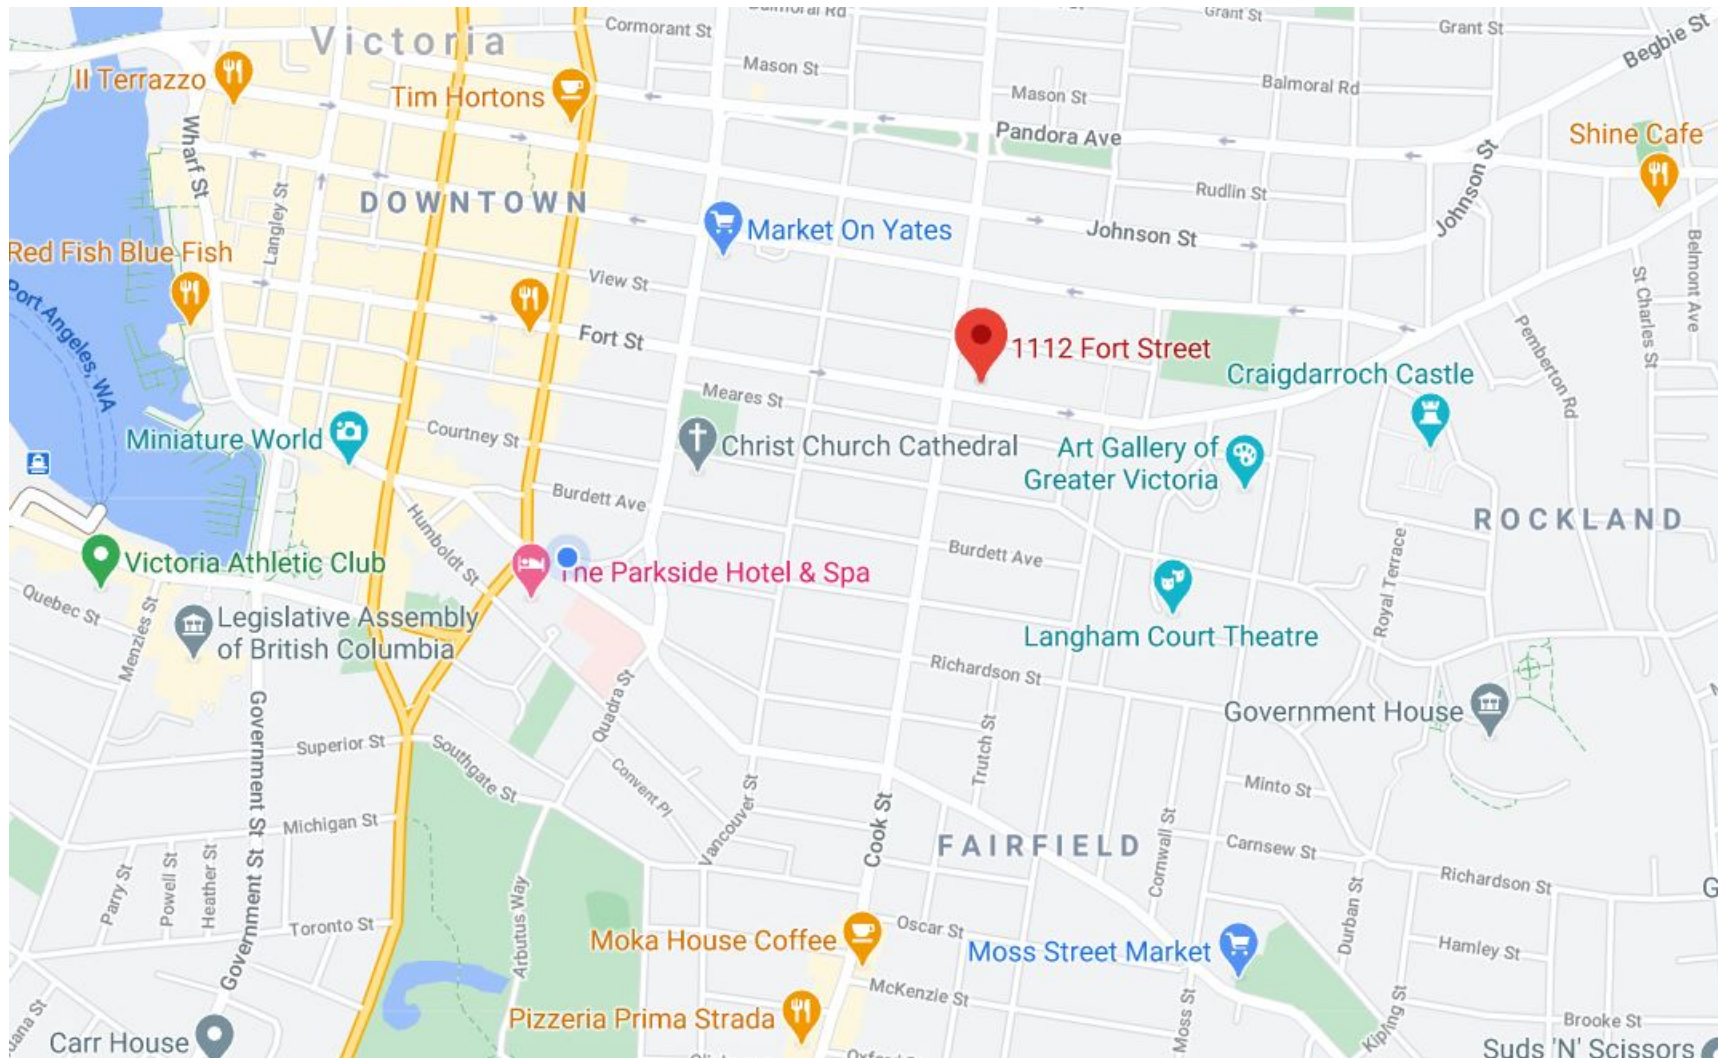 Victoria
Cormorant St
Balmoral Rd
Grant St
Grant St
Begbie St
Il Terrazzo
Tim Hortons
Mason St
Mason St
Balmoral Rd
Pandora Ave
Shine Cafe
Wharf St
Langley St
DOWNTOWN
Rudlin St
Johnson St
Market On Yates
Johnson St
Belmont Ave
Red Fish Blue Fish
View St
St Charles St
Port Angeles, WA
Fort St
1112 Fort Street
Pemberton Rd
Craigdarroch Castle
Meares St
Miniature World
Courtney St
Christ Church Cathedral
Art Gallery of
Greater Victoria
Burdett Ave
ROCKLAND
Humboldt St
Burdett Ave
Royal Terrace
Victoria Athletic Club
The Parkside Hotel & Spa
Quebec St
Menzies St
Legislative Assembly
of British Columbia
Langham Court Theatre
Richardson St
Quadra St
Government St
Government House
Trutch St
Superior St
Southgate St
Convent Pl
Vancouver St
Minto St
Michigan St
Cook St
FAIRFIELD
Cornwall St
Carnsew St
Richardson St
Parry St
Powell St
Heather St
Government St
Toronto St
Arbutus Way
Moka House Coffee
Oscar St
Moss Street Market
Durban St
Hamley St
McKenzie St
Pizzeria Prima Strada
Moss St
Kipling St
Brooke St
Carr House
Suds 'N' Scissors